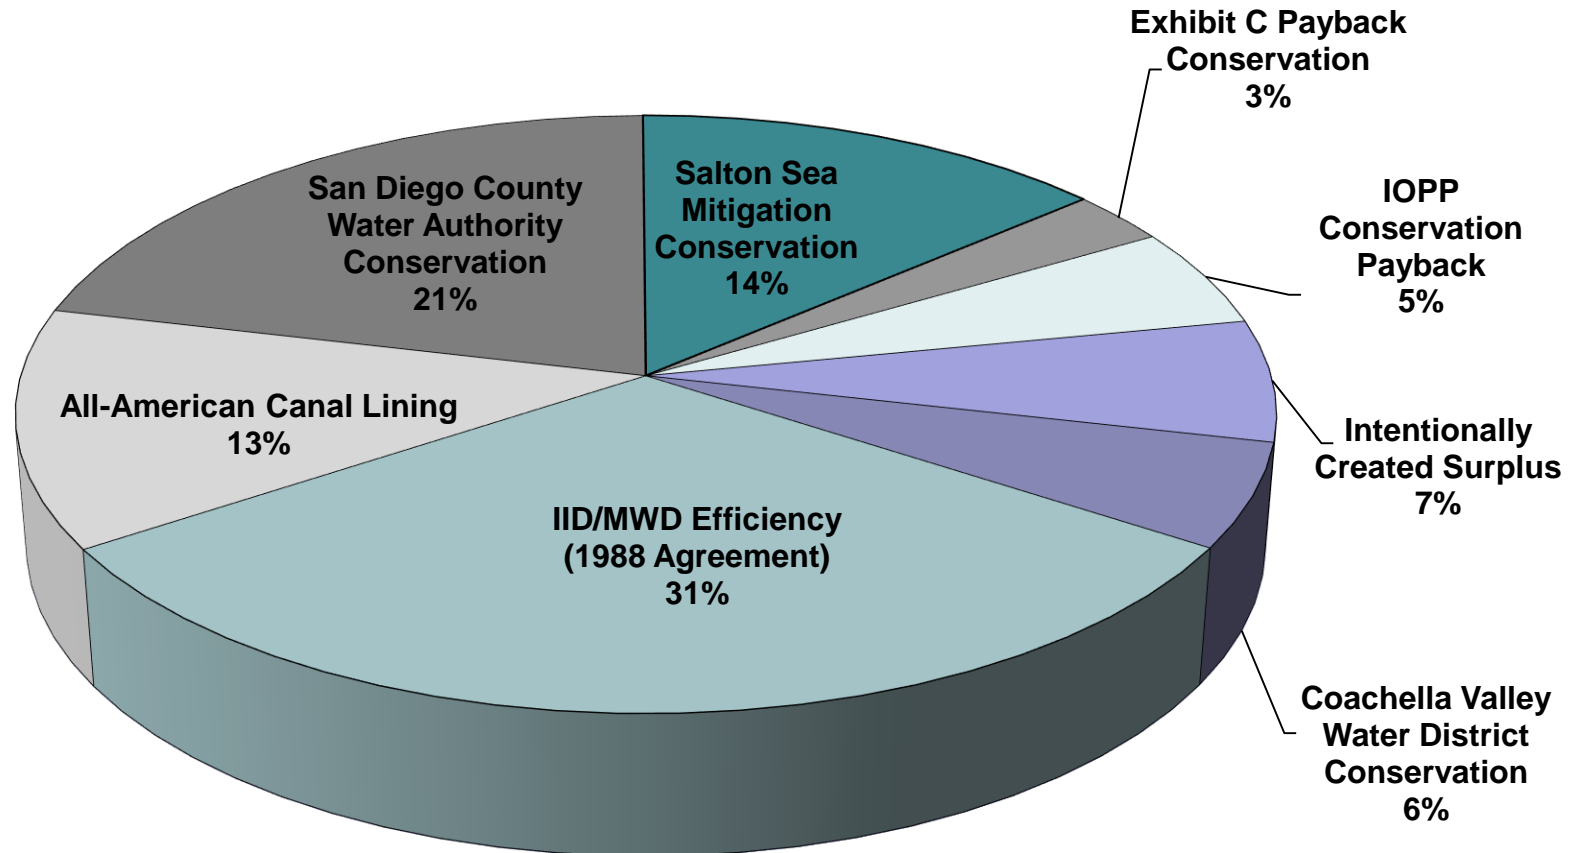 Exhibit C Payback
Conservation
3%
San Diego County
Water Authority
Conservation
21%
Salton Sea
Mitigation
Conservation
14%
IOPP
Conservation
Payback
5%
All-American Canal Lining
13%
Intentionally
Created Surplus
7%
IID/MWD Efficiency
(1988 Agreement)
31%
Coachella Valley
Water District
Conservation
6%